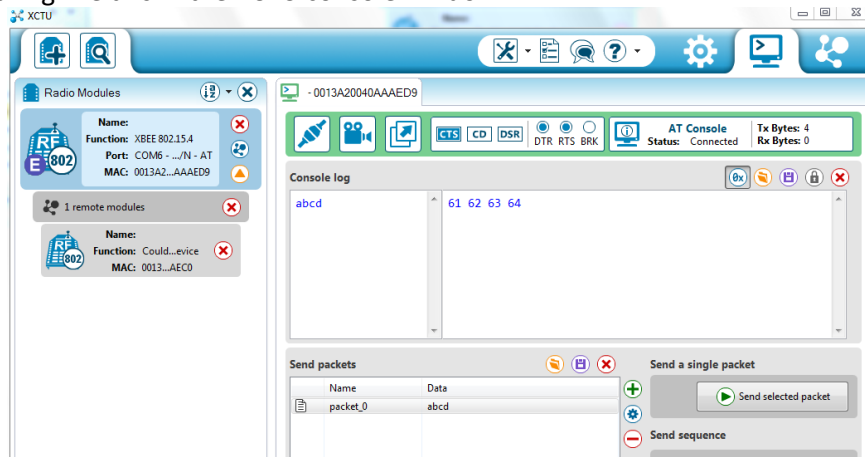 XCTU
Radio Modules
- 0013A20040AAAED9
Name:
Function: XBEE 802.15.4
Port: COM6 - .../N - AT
MAC: 0013A2...AAAED9
RF
802
E
CTS CD DSR
DTR RTS BRK
AT Console
Status: Connected
Tx Bytes: 4
Rx Bytes: 0
Console log
0x
abcd
61 62 63 64
1 remote modules
Name:
Function: Could...evice
MAC: 0013...AEC0
RF
802
Send packets
Name Data
packet_0 abcd
Send a single packet
Send selected packet
Send sequence